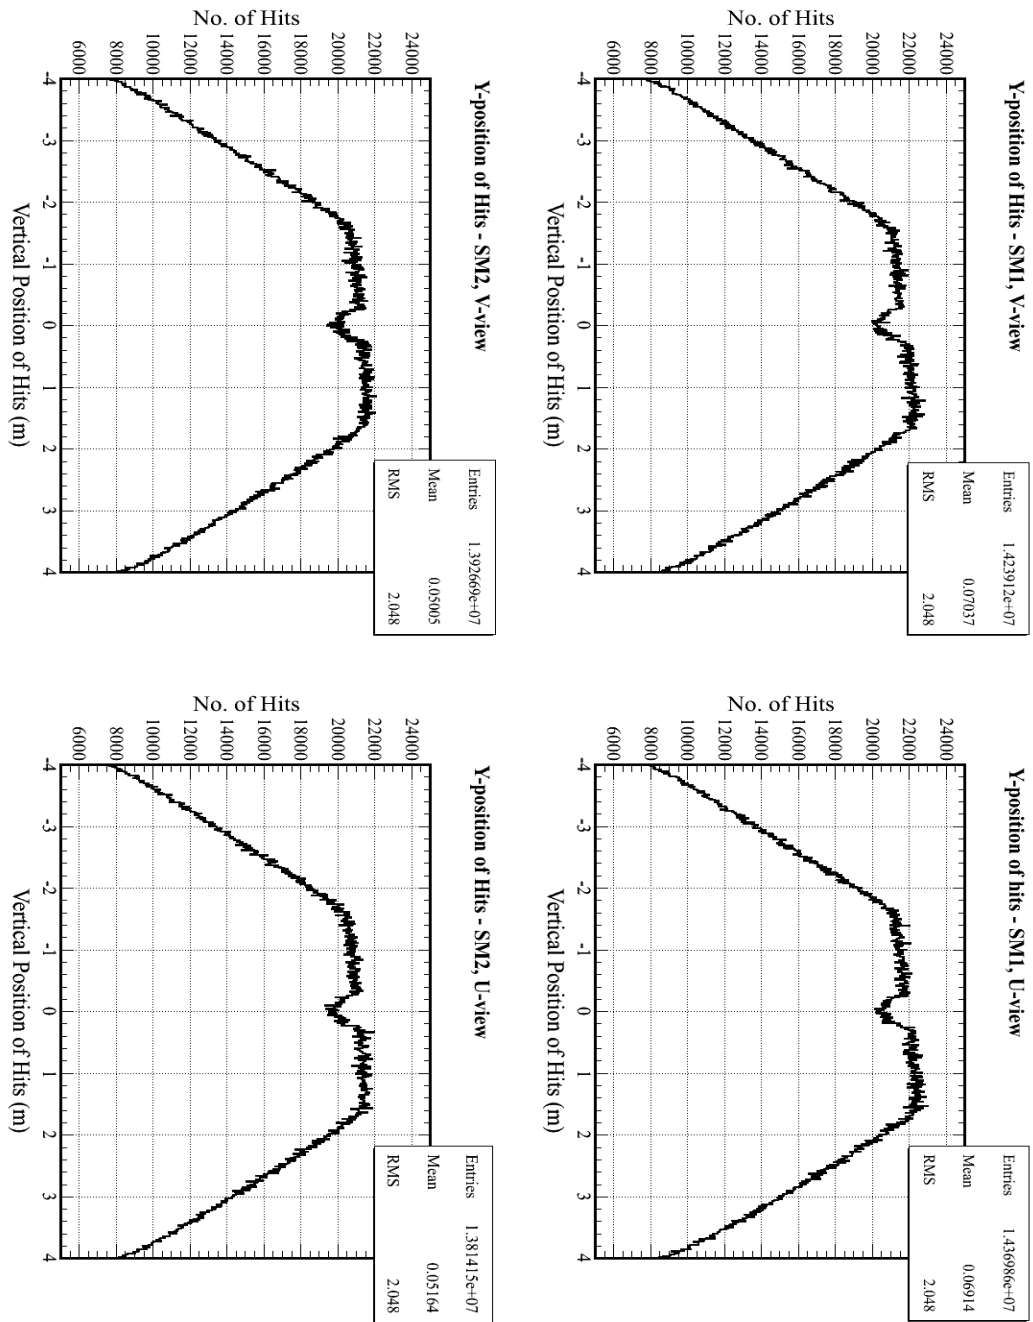 Y-position of Hits - SM1, V-view
No. of Hits
24000
22000
20000
18000
16000
14000
12000
10000
8000
6000
-4 -3 -2 -1 0 1 2 3 4
Vertical Position of Hits (m)
Entries 1.423912e+07
Mean 0.07037
RMS 2.048
Y-position of hits - SM1, U-view
No. of Hits
24000
22000
20000
18000
16000
14000
12000
10000
8000
6000
-4 -3 -2 -1 0 1 2 3 4
Vertical Position of Hits (m)
Entries 1.436986e+07
Mean 0.06914
RMS 2.048
Y-position of Hits - SM2, V-view
No. of Hits
24000
22000
20000
18000
16000
14000
12000
10000
8000
6000
-4 -3 -2 -1 0 1 2 3 4
Vertical Position of Hits (m)
Entries 1.392669e+07
Mean 0.05005
RMS 2.048
Y-position of Hits - SM2, U-view
No. of Hits
24000
22000
20000
18000
16000
14000
12000
10000
8000
6000
-4 -3 -2 -1 0 1 2 3 4
Vertical Position of Hits (m)
Entries 1.381415e+07
Mean 0.05164
RMS 2.048